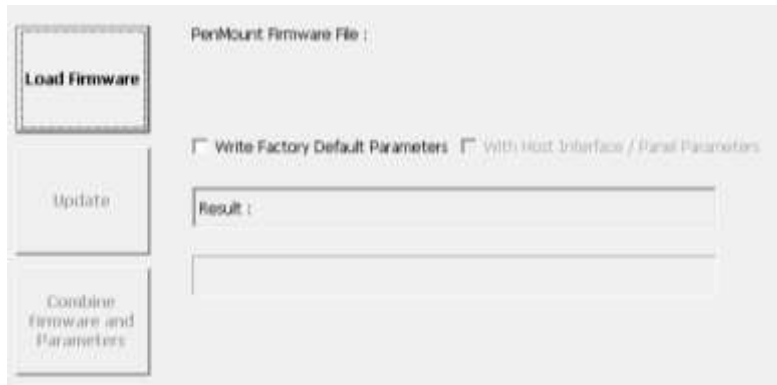 PenMount Firmware File :
Load Firmware
Write Factory Default Parameters With Host Interface / Panel Parameters
Update
Result :
Combine
Firmware and
Parameters